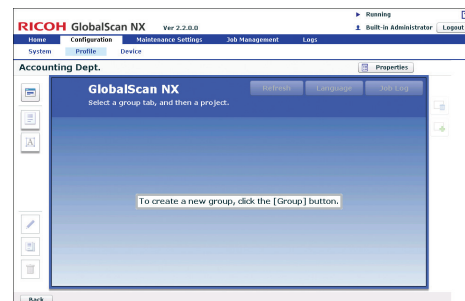 Running
RICOH GlobalScan NX Ver 2.2.0.0
Built-in Administrator Logout
Home Configuration Maintenance Settings Job Management Logs
System Profile Device
Accounting Dept. Properties
GlobalScan NX Refresh Language Job Log
Select a group tab, and then a project.
A
To create a new group, click the [Group] button.
Back